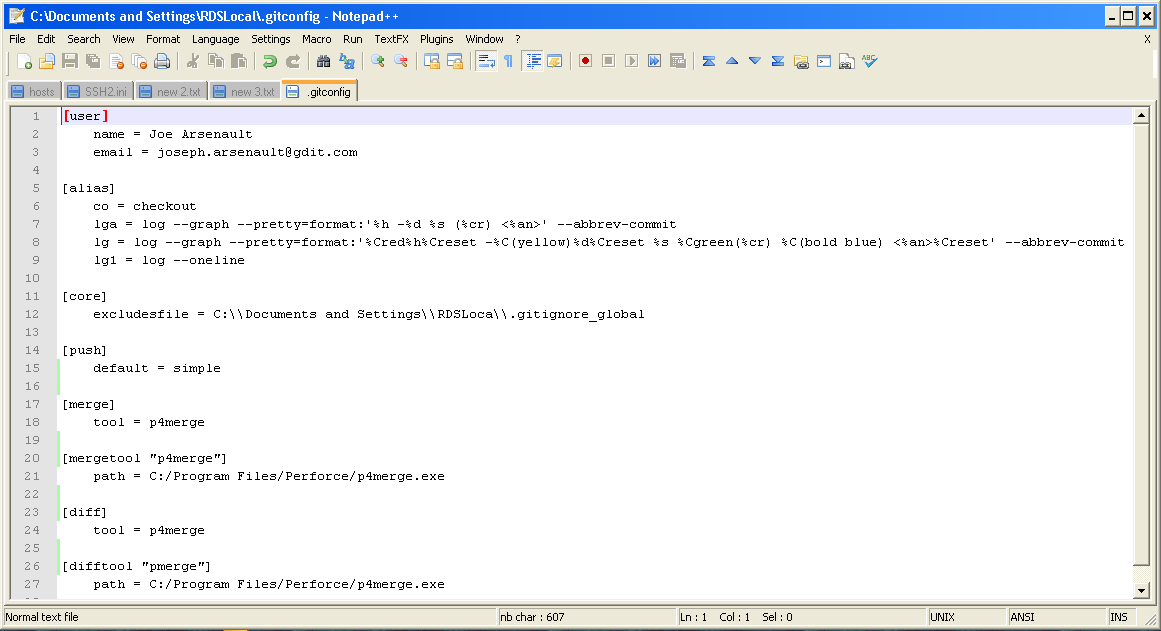 C:\Documents and Settings\RDSLocal\.gitconfig - Notepad++
File Edit Search View Format Language Settings Macro Run TextFX Plugins Window ? X
hosts SSH2.ini new 2.txt new 3.txt .gitconfig
1 [user]
2 name = Joe Arsenault
3 email = joseph.arsenault@gdit.com
4
5 [alias]
6 co = checkout
7 lga = log --graph --pretty=format:'%h -%d %s (%cr) <%an>' --abbrev-commit
8 lg = log --graph --pretty=format:'%Cred%h%Creset -%C(yellow)%d%Creset %s %Cgreen(%cr) %C(bold blue) <%an>%Creset' --abbrev-commit
9 lg1 = log --oneline
10
11 [core]
12 excludesfile = C:\\Documents and Settings\\RDSLoca\\.gitignore_global
13
14 [push]
15 default = simple
16
17 [merge]
18 tool = p4merge
19
20 [mergetool "p4merge"]
21 path = C:/Program Files/Perforce/p4merge.exe
22
23 [diff]
24 tool = p4merge
25
26 [difftool "pmerge"]
27 path = C:/Program Files/Perforce/p4merge.exe
Normal text file nb char : 607 Ln : 1 Col : 1 Sel : 0 UNIX ANSI INS